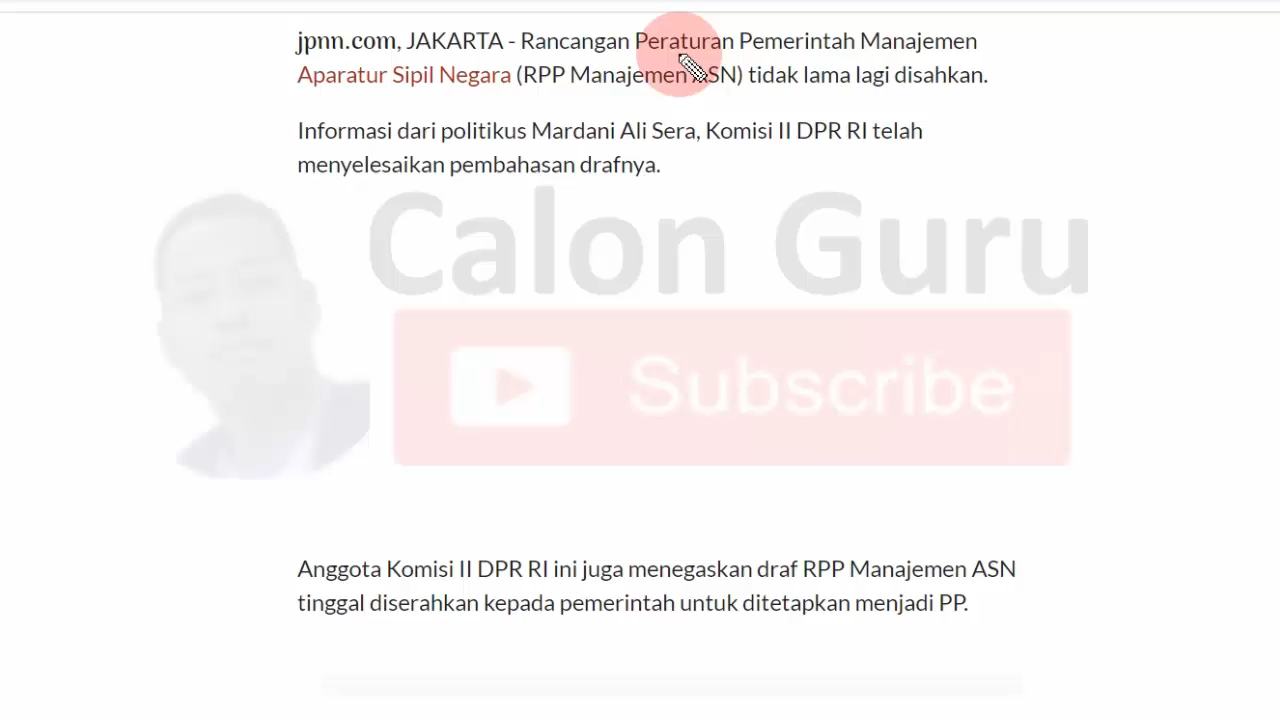 jpnn.com, JAKARTA - Rancangan Peraturan Pemerintah Manajemen
Aparatur Sipil Negara (RPP Manajemen ASN) tidak lama lagi disahkan.
Informasi dari politikus Mardani Ali Sera, Komisi II DPR RI telah
menyelesaikan pembahasan drafnya.
Calon Guru
Subscribe
Anggota Komisi II DPR RI ini juga menegaskan draf RPP Manajemen ASN
tinggal diserahkan kepada pemerintah untuk ditetapkan menjadi PP.